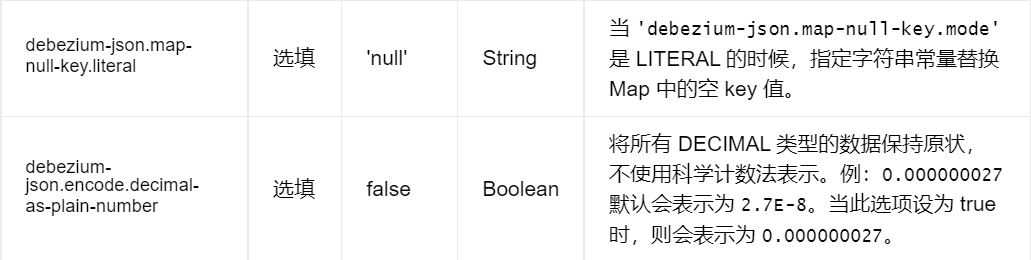 debezium-json.map-
null-key.literal
选填
'null'
String
当 'debezium-json.map-null-key.mode'
是 LITERAL 的时候，指定字符串常量替换
Map 中的空 key 值。
debezium-
json.encode.decimal-
as-plain-number
选填
false
Boolean
将所有 DECIMAL 类型的数据保持原状，
不使用科学计数法表示。例：0.000000027
默认会表示为 2.7E-8。当此选项设为 true
时，则会表示为 0.000000027。